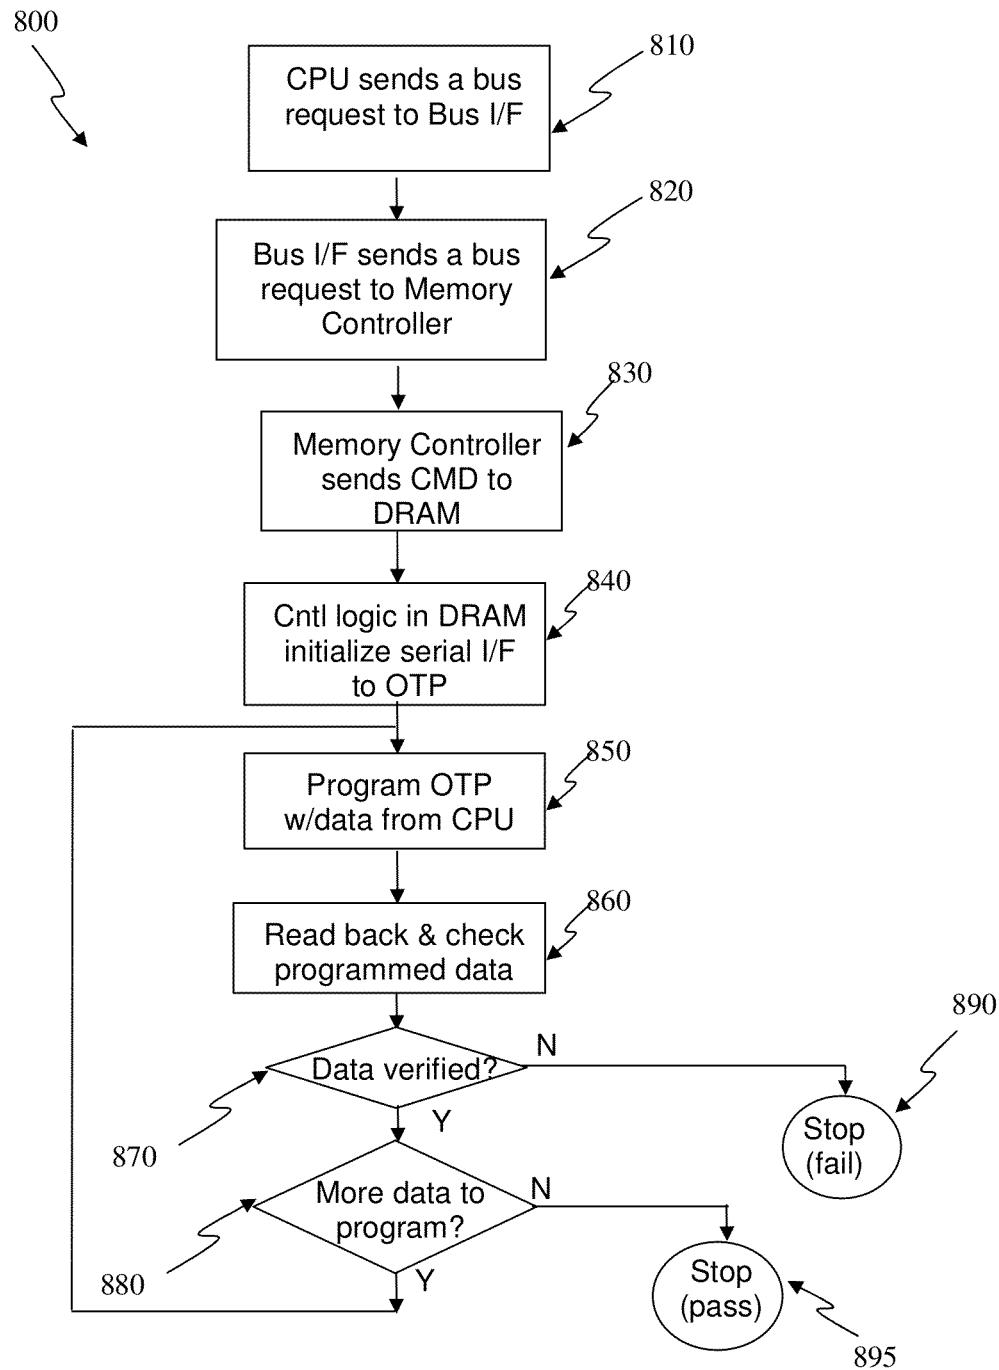 800
810
CPU sends a bus
request to Bus I/F
820
Bus I/F sends a bus
request to Memory
Controller
830
Memory Controller
sends CMD to
DRAM
840
Cntl logic in DRAM
initialize serial I/F
to OTP
850
Program OTP
w/data from CPU
860
Read back & check
programmed data
890
Data verified?
N
Y
870
Stop
(fail)
More data to
program?
N
Y
880
Stop
(pass)
895